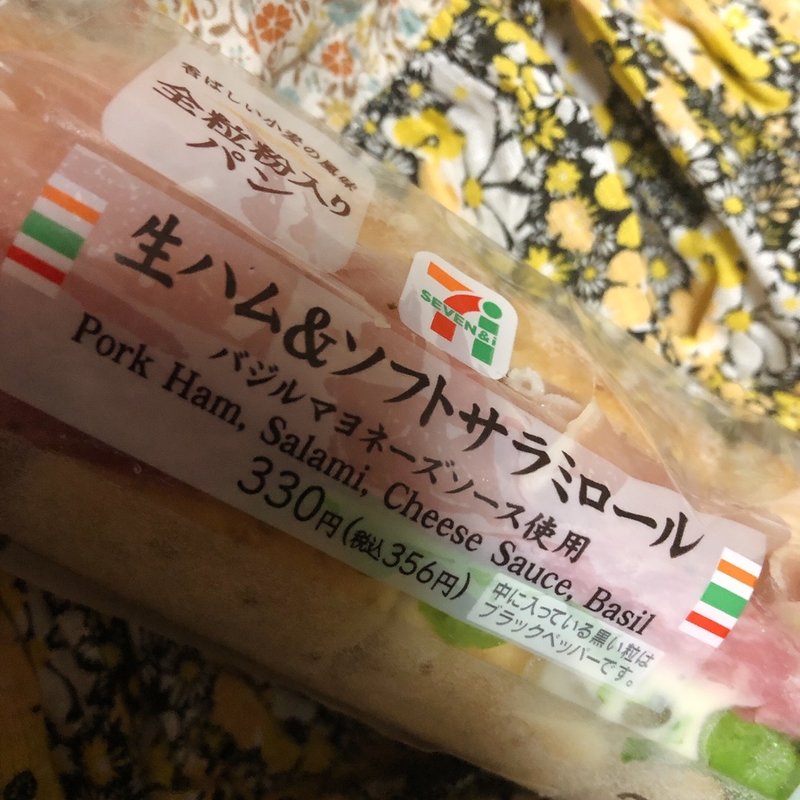 香ばしい小麦の風味
全粒粉入り
パン
生ハム&ソフトサラミロール
バジルマヨネーズソース使用
Pork Ham, Salami, Cheese Sauce, Basil
330円(税込356円)
中に入っている黒い粒は
ブラックペッパーです。
7i
SEVEN&i